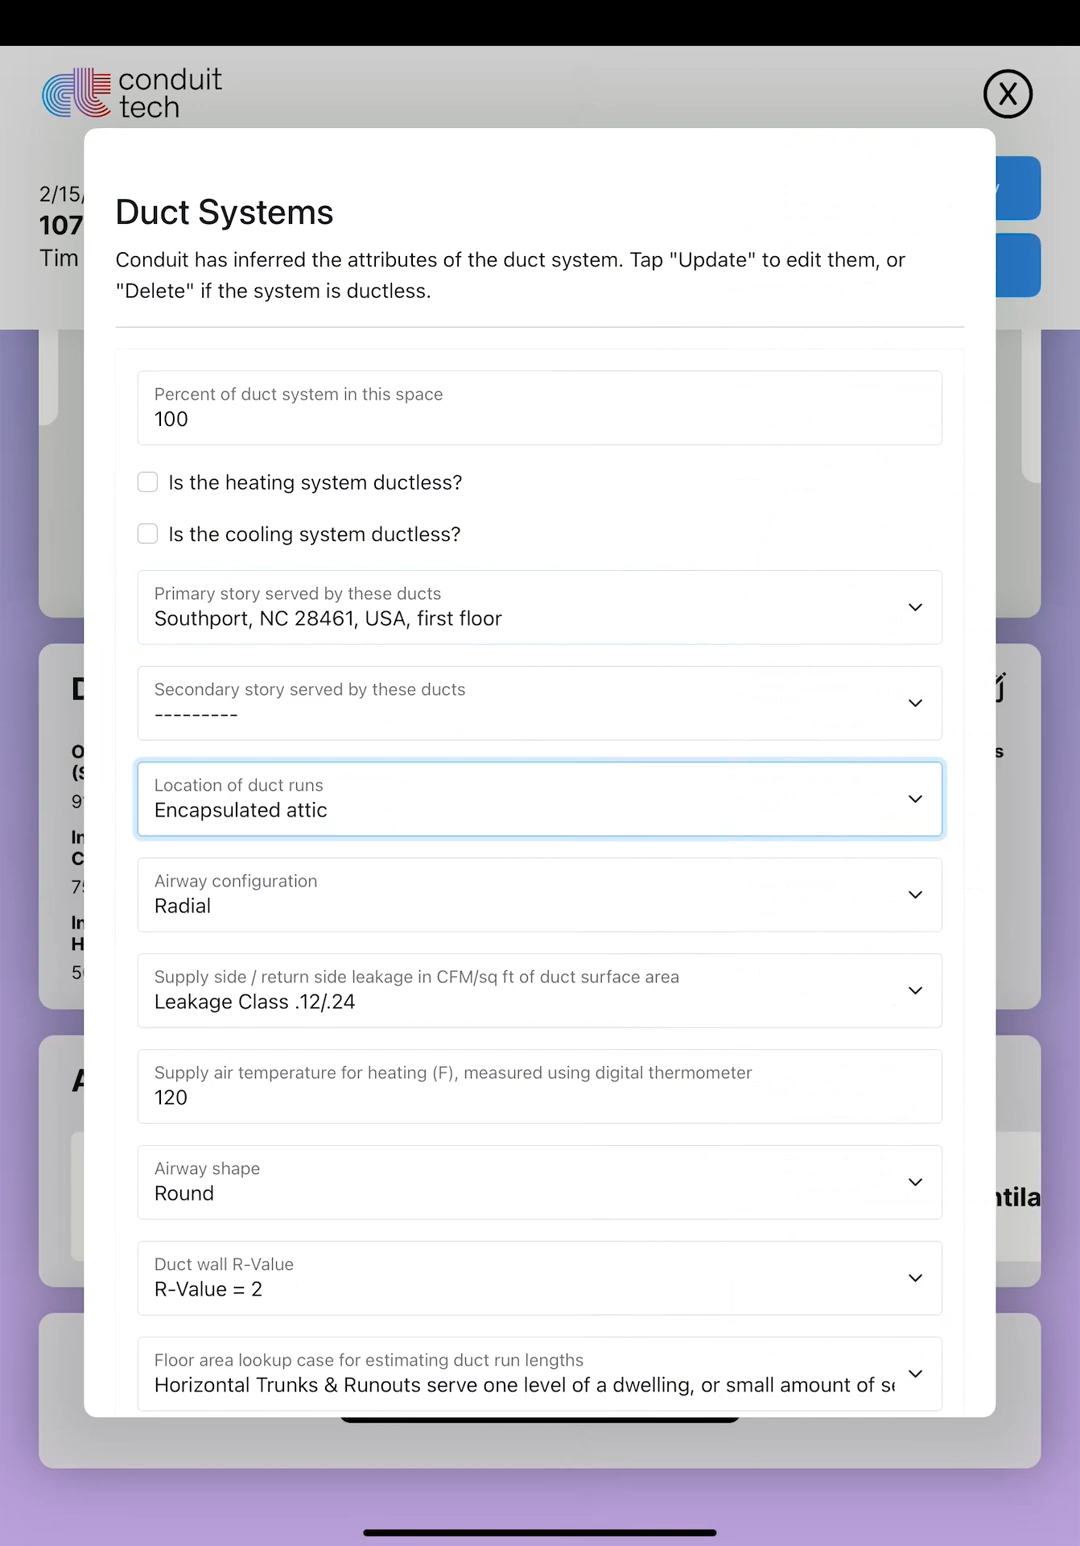 conduit
tech
X
2/15/
107
Tim
Duct Systems
Conduit has inferred the attributes of the duct system. Tap "Update" to edit them, or
"Delete" if the system is ductless.
Percent of duct system in this space
100
Is the heating system ductless?
Is the cooling system ductless?
Primary story served by these ducts
Southport, NC 28461, USA, first floor
Secondary story served by these ducts
---------
Location of duct runs
Encapsulated attic
Airway configuration
Radial
Supply side / return side leakage in CFM/sq ft of duct surface area
Leakage Class .12/.24
Supply air temperature for heating (F), measured using digital thermometer
120
Airway shape
Round
Duct wall R-Value
R-Value = 2
Floor area lookup case for estimating duct run lengths
Horizontal Trunks & Runouts serve one level of a dwelling, or small amount of